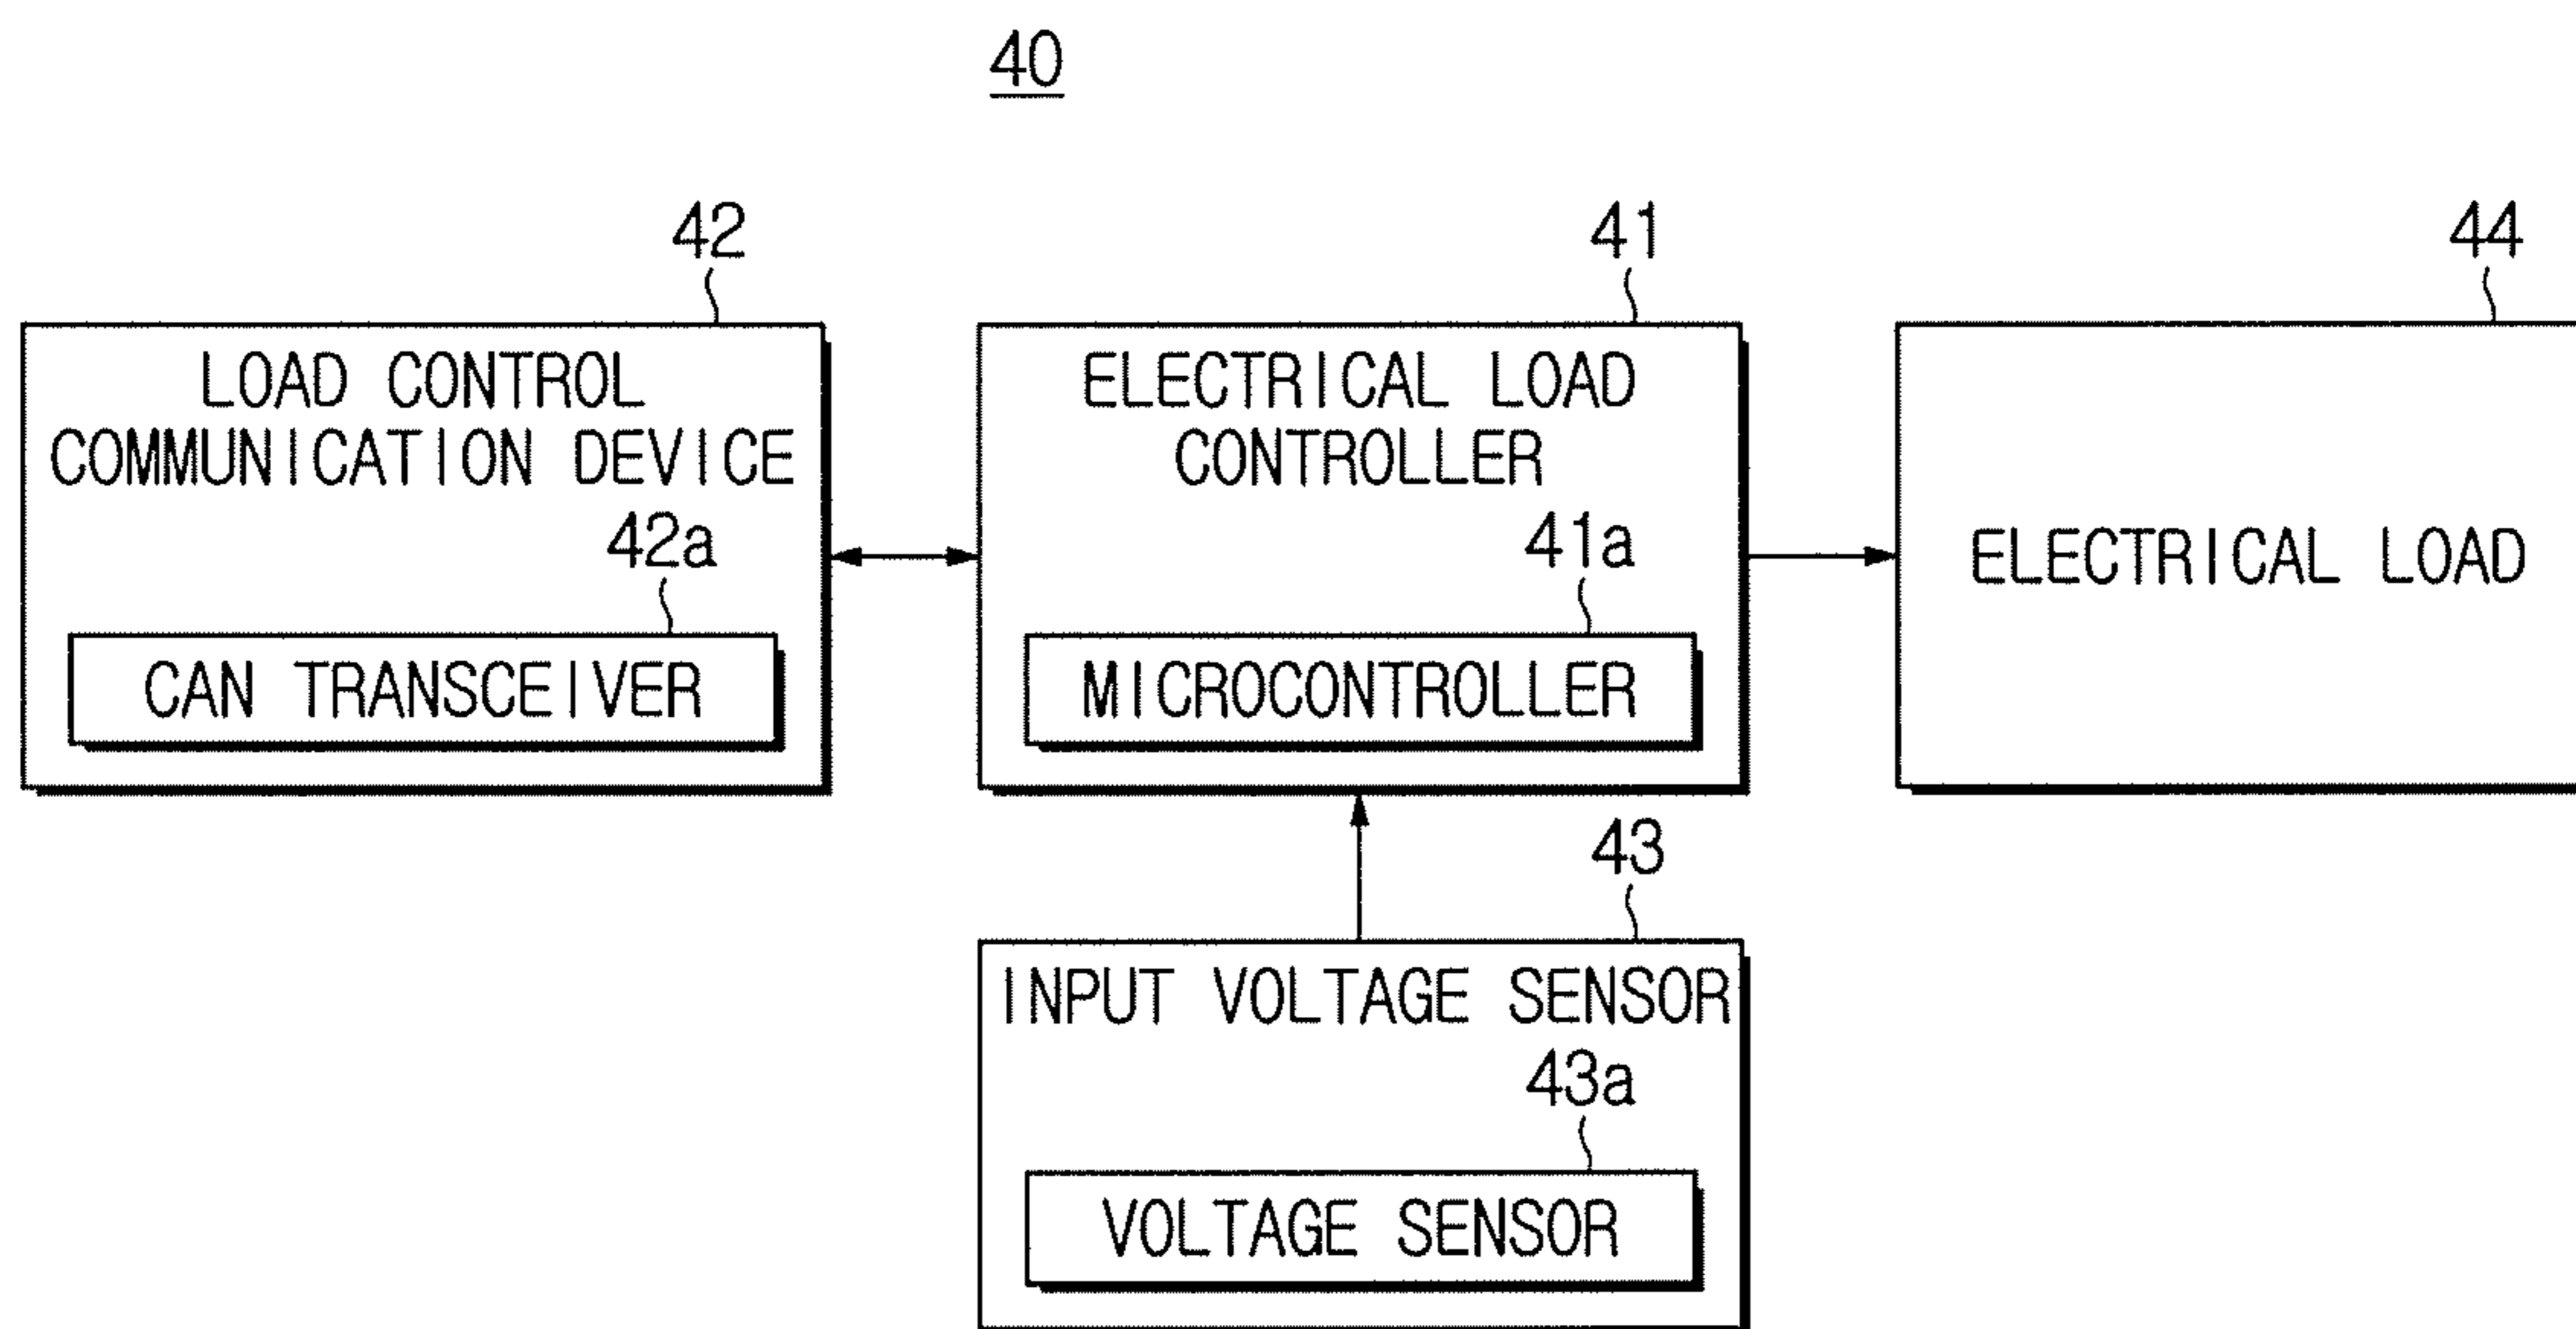 40
42
41
44
LOAD CONTROL
COMMUNICATION DEVICE
42a
CAN TRANSCEIVER
ELECTRICAL LOAD
CONTROLLER
41a
MICROCONTROLLER
ELECTRICAL LOAD
43
INPUT VOLTAGE SENSOR
43a
VOLTAGE SENSOR